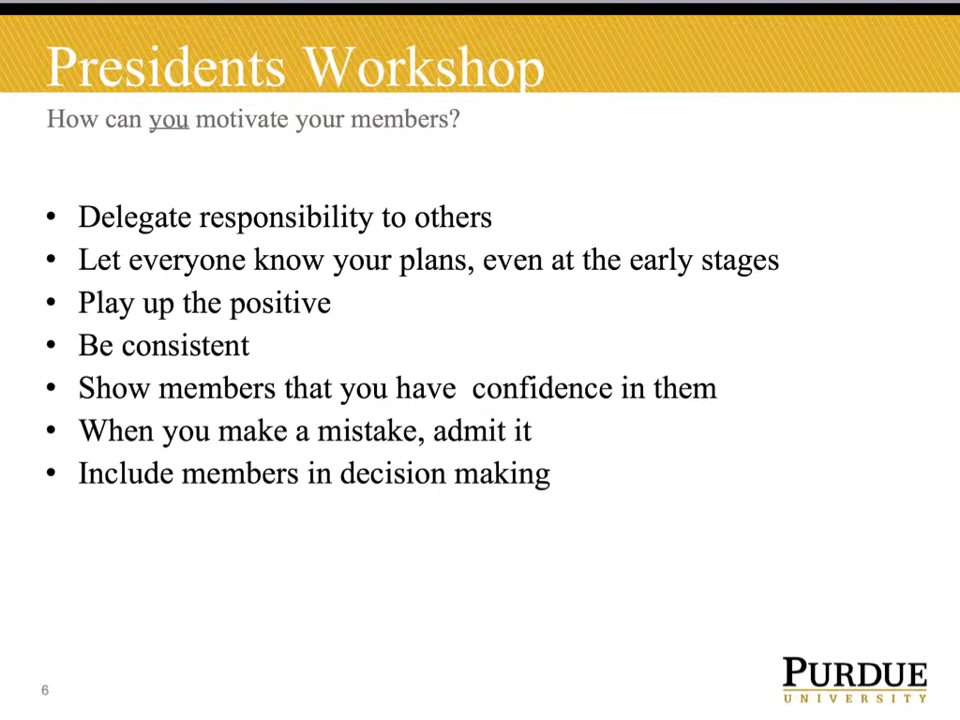 Presidents Workshop
How can you motivate your members?
• Delegate responsibility to others
• Let everyone know your plans, even at the early stages
• Play up the positive
• Be consistent
• Show members that you have  confidence in them
• When you make a mistake, admit it
• Include members in decision making
6
PURDUE
UNIVERSITY